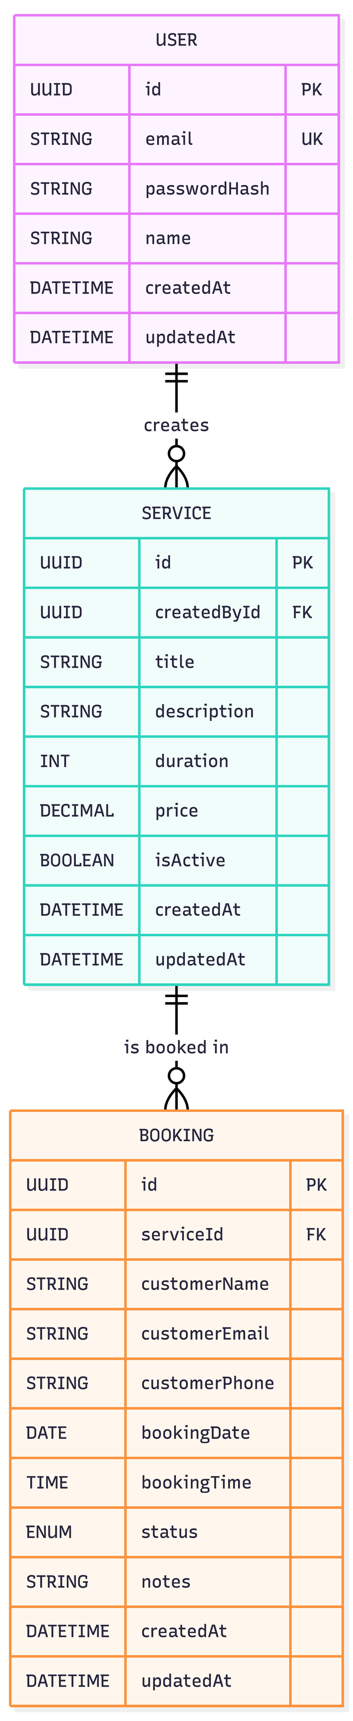 USER
UUID id PK
STRING email UK
STRING passwordHash
STRING name
DATETIME createdAt
DATETIME updatedAt
creates
SERVICE
UUID id PK
UUID createdById FK
STRING title
STRING description
INT duration
DECIMAL price
BOOLEAN isActive
DATETIME createdAt
DATETIME updatedAt
is booked in
BOOKING
UUID id PK
UUID serviceId FK
STRING customerName
STRING customerEmail
STRING customerPhone
DATE bookingDate
TIME bookingTime
ENUM status
STRING notes
DATETIME createdAt
DATETIME updatedAt